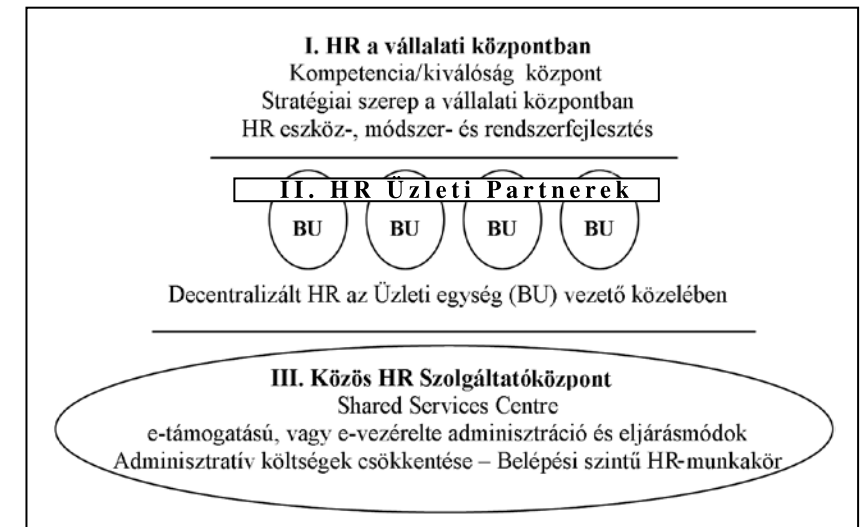 I. HR a vállalati központban
Kompetencia/kiválóság központ
Stratégiai szerep a vállalati központban
HR eszköz-, módszer- és rendszerfejlesztés
II. HR Üzleti Partnerek
BU BU BU BU
Decentralizált HR az Üzleti egység (BU) vezető közelében
III. Közös HR Szolgáltatóközpont
Shared Services Centre
e-támogatású, vagy e-vezérelte adminisztráció és eljárásmódok
Adminisztratív költségek csökkentése – Belépési szintű HR-munkakör